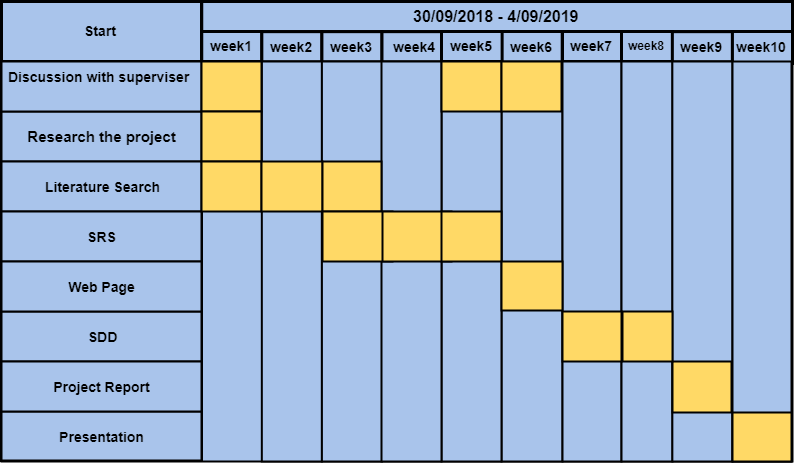 Start
30/09/2018 - 4/09/2019
week1 week2 week3 week4 week5 week6 week7 week8 week9 week10
Discussion with superviser
Research the project
Literature Search
SRS
Web Page
SDD
Project Report
Presentation